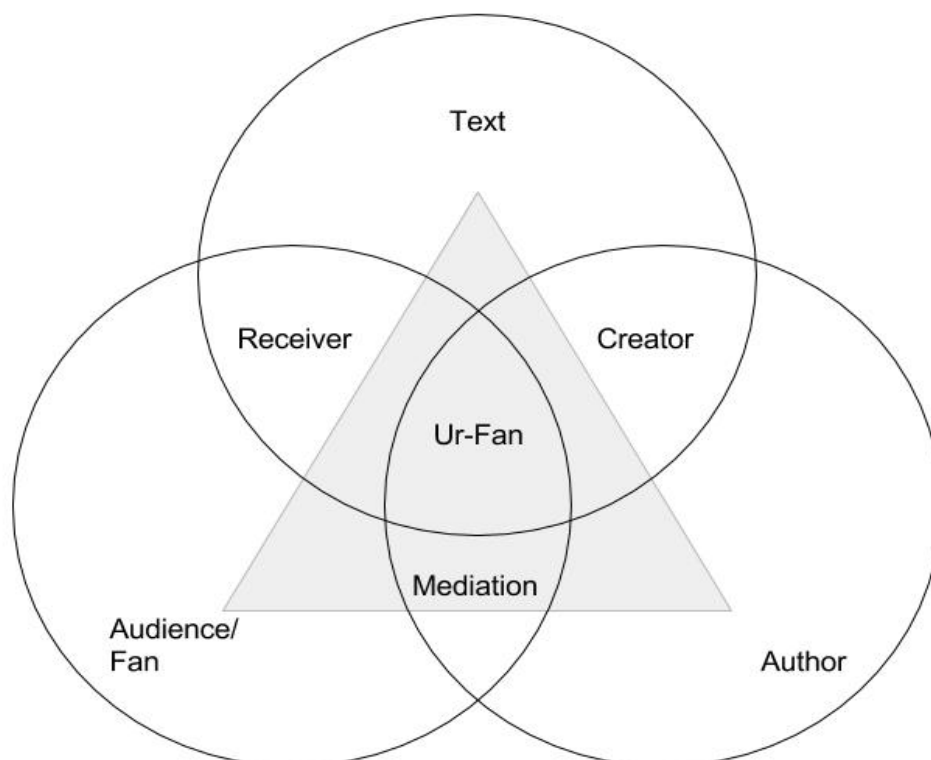 Text
Receiver
Creator
Ur-Fan
Mediation
Audience/
Fan
Author